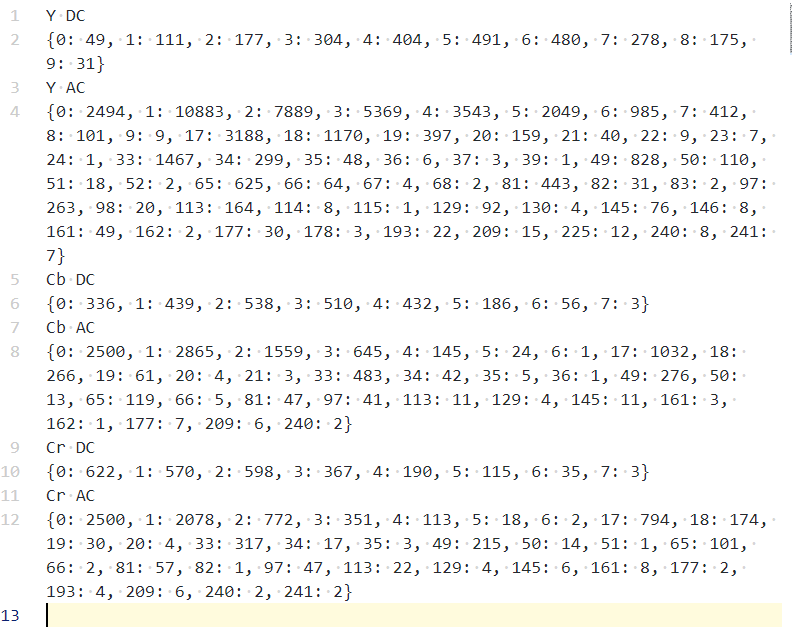 1 Y DC
2 {0: 49, 1: 111, 2: 177, 3: 304, 4: 404, 5: 491, 6: 480, 7: 278, 8: 175,
9: 31}
3 Y AC
4 {0: 2494, 1: 10883, 2: 7889, 3: 5369, 4: 3543, 5: 2049, 6: 985, 7: 412,
8: 101, 9: 9, 17: 3188, 18: 1170, 19: 397, 20: 159, 21: 40, 22: 9, 23: 7,
24: 1, 33: 1467, 34: 299, 35: 48, 36: 6, 37: 3, 39: 1, 49: 828, 50: 110,
51: 18, 52: 2, 65: 625, 66: 64, 67: 4, 68: 2, 81: 443, 82: 31, 83: 2, 97:
263, 98: 20, 113: 164, 114: 8, 115: 1, 129: 92, 130: 4, 145: 76, 146: 8,
161: 49, 162: 2, 177: 30, 178: 3, 193: 22, 209: 15, 225: 12, 240: 8, 241:
7}
5 Cb DC
6 {0: 336, 1: 439, 2: 538, 3: 510, 4: 432, 5: 186, 6: 56, 7: 3}
7 Cb AC
8 {0: 2500, 1: 2865, 2: 1559, 3: 645, 4: 145, 5: 24, 6: 1, 17: 1032, 18:
266, 19: 61, 20: 4, 21: 3, 33: 483, 34: 42, 35: 5, 36: 1, 49: 276, 50:
13, 65: 119, 66: 5, 81: 47, 97: 41, 113: 11, 129: 4, 145: 11, 161: 3,
162: 1, 177: 7, 209: 6, 240: 2}
9 Cr DC
10 {0: 622, 1: 570, 2: 598, 3: 367, 4: 190, 5: 115, 6: 35, 7: 3}
11 Cr AC
12 {0: 2500, 1: 2078, 2: 772, 3: 351, 4: 113, 5: 18, 6: 2, 17: 794, 18: 174,
19: 30, 20: 4, 33: 317, 34: 17, 35: 3, 49: 215, 50: 14, 51: 1, 65: 101,
66: 2, 81: 57, 82: 1, 97: 47, 113: 22, 129: 4, 145: 6, 161: 8, 177: 2,
193: 4, 209: 6, 240: 2, 241: 2}
13